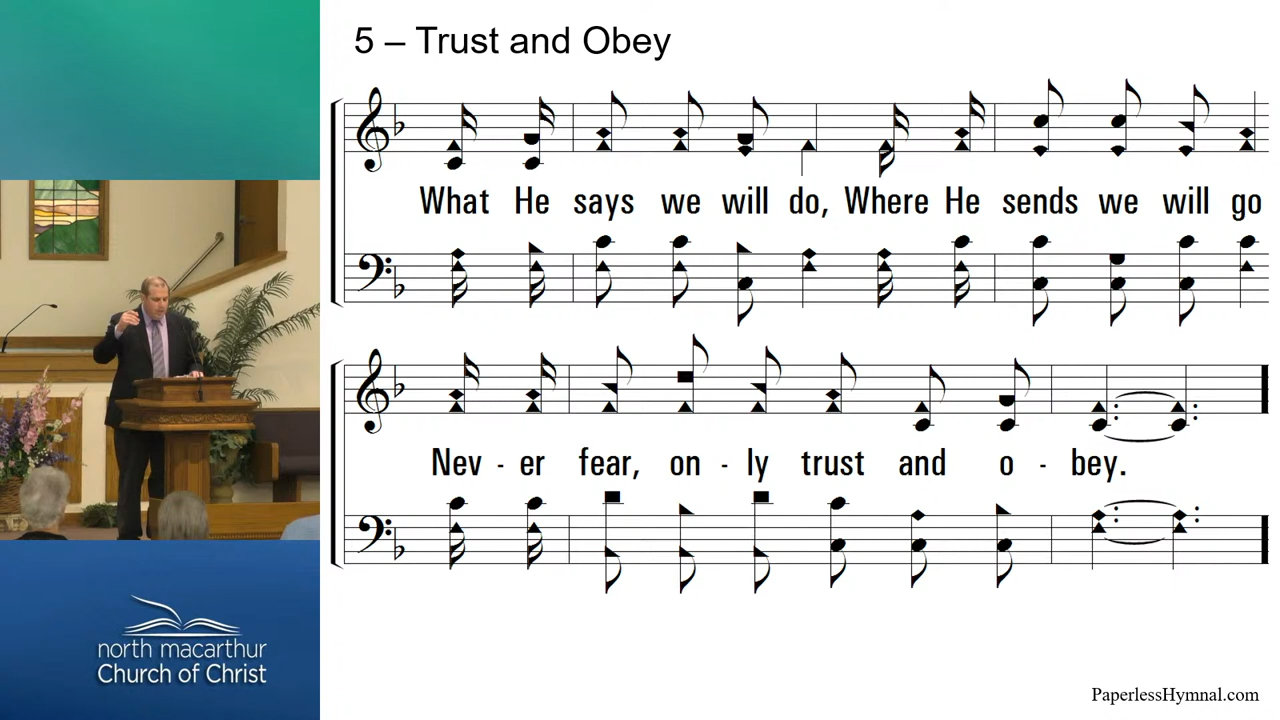 5 – Trust and Obey
What He says we will do, Where He sends we will go
Nev - er fear, on - ly trust and o - bey.
north macarthur
Church of Christ
PaperlessHymnal.com